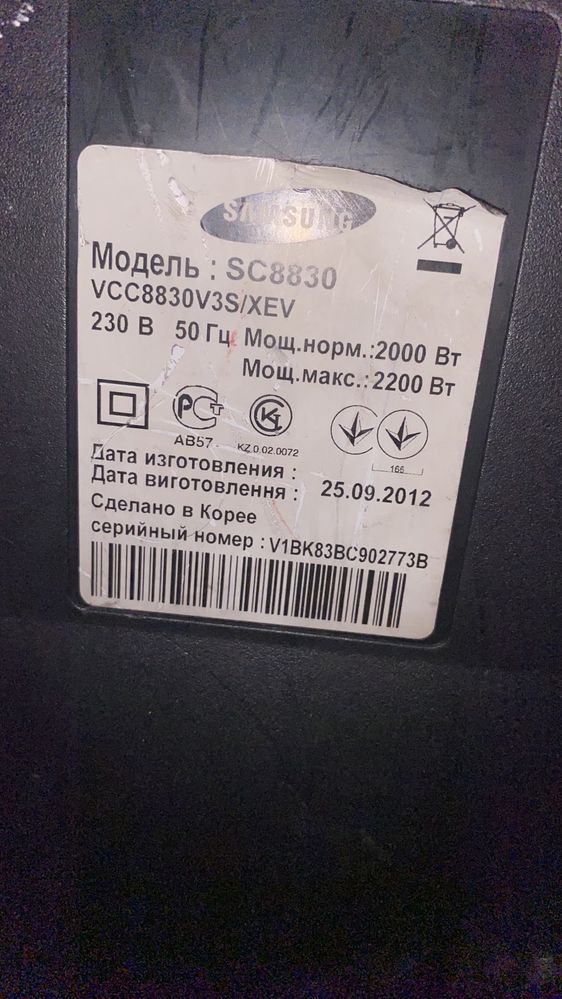 SAMSUNG
Модель : SC8830
VCC8830V3S/XEV
230 В 50 Гц Мощ.норм.:2000 Вт
Мощ.макс.:2200 Вт
АВ57
KZ.0.02.0072
166
Дата изготовления :
Дата виготовлення : 25.09.2012
Сделано в Корее
серийный номер : V1BK83BC902773B